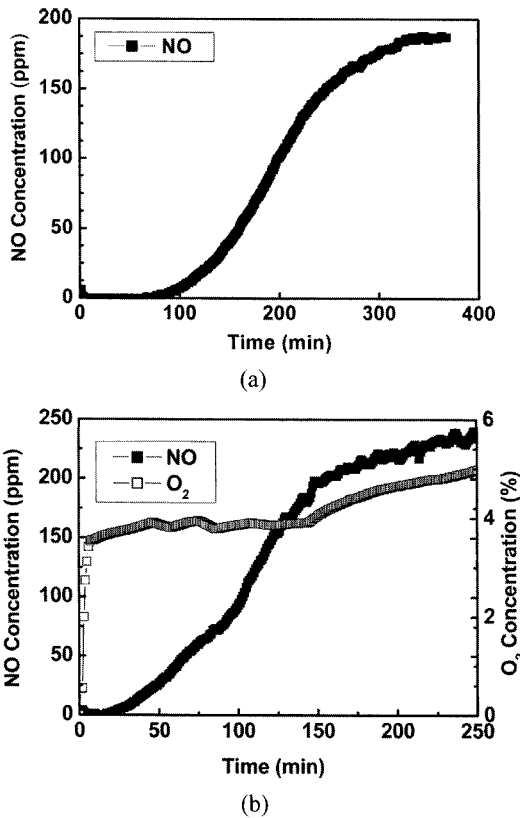 200
150
100
50
0
NO Concentration (ppm)
NO
0 100 200 300 400
Time (min)
(a)
250
200
150
100
50
0
NO Concentration (ppm)
NO
O₂
6
4
2
0
O₂ Concentration (%)
0 50 100 150 200 250
Time (min)
(b)